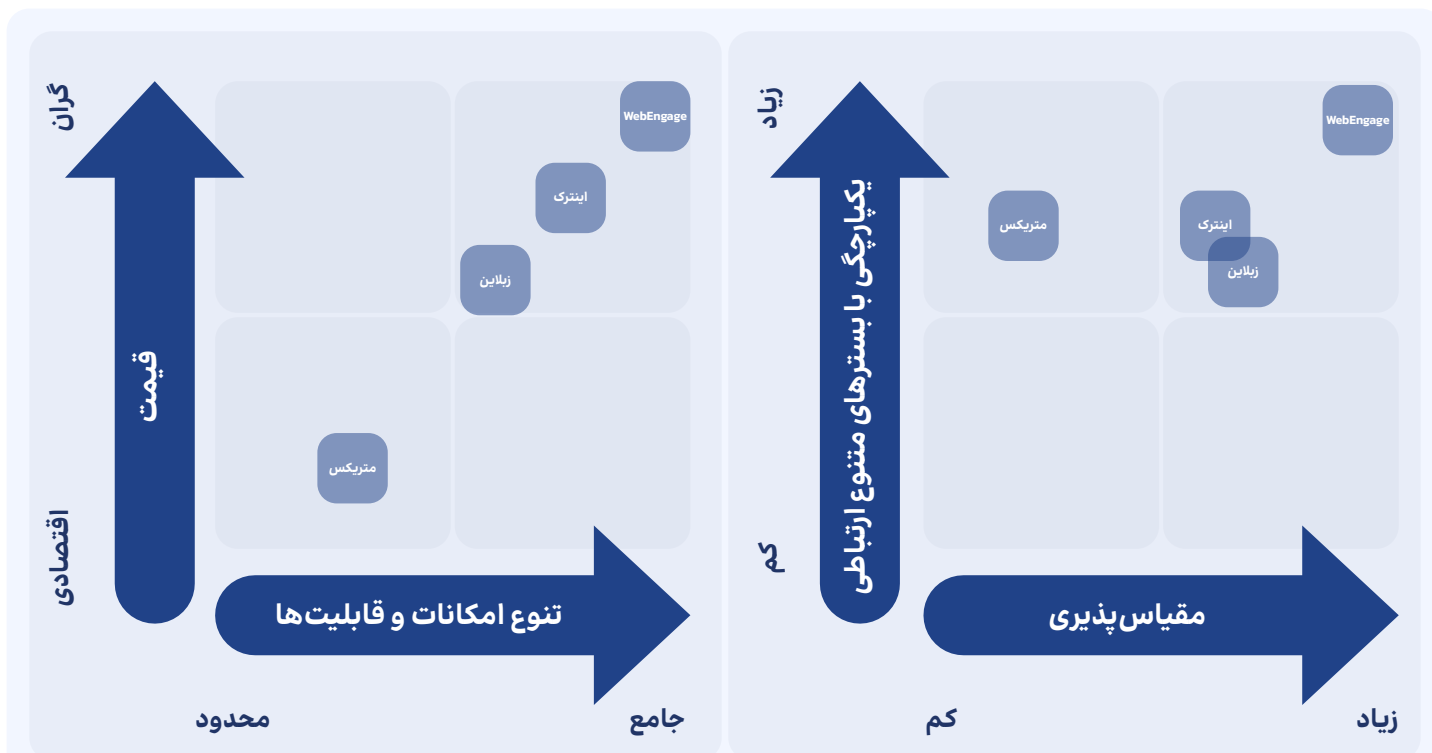 زیاد
WebEngage
متریکس
اینترک
زبلاین
یکپارچگی با بسترهای متنوع ارتباطی
کم
مقیاس‌پذیری
کم
زیاد
گران
WebEngage
اینترک
زبلاین
قیمت
متریکس
اقتصادی
تنوع امکانات و قابلیت‌ها
محدود
جامع